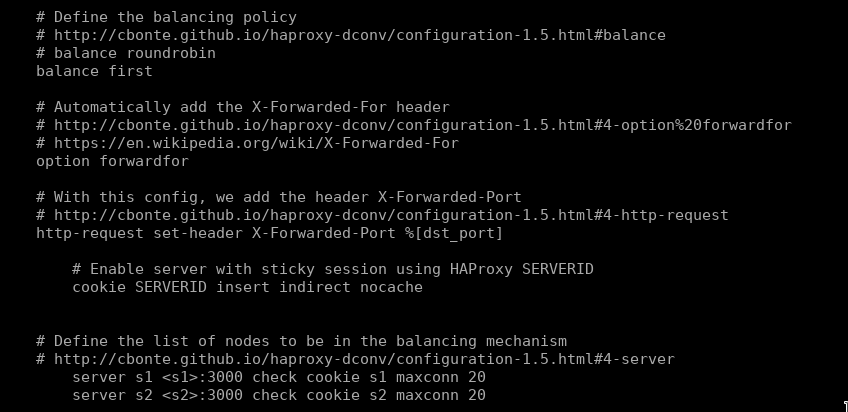 # Define the balancing policy
# http://cbonte.github.io/haproxy-dconv/configuration-1.5.html#balance
# balance roundrobin
balance first
# Automatically add the X-Forwarded-For header
# http://cbonte.github.io/haproxy-dconv/configuration-1.5.html#4-option%20forwardfor
# https://en.wikipedia.org/wiki/X-Forwarded-For
option forwardfor
# With this config, we add the header X-Forwarded-Port
# http://cbonte.github.io/haproxy-dconv/configuration-1.5.html#4-http-request
http-request set-header X-Forwarded-Port %[dst_port]
# Enable server with sticky session using HAProxy SERVERID
cookie SERVERID insert indirect nocache
# Define the list of nodes to be in the balancing mechanism
# http://cbonte.github.io/haproxy-dconv/configuration-1.5.html#4-server
server s1 <s1>:3000 check cookie s1 maxconn 20
server s2 <s2>:3000 check cookie s2 maxconn 20